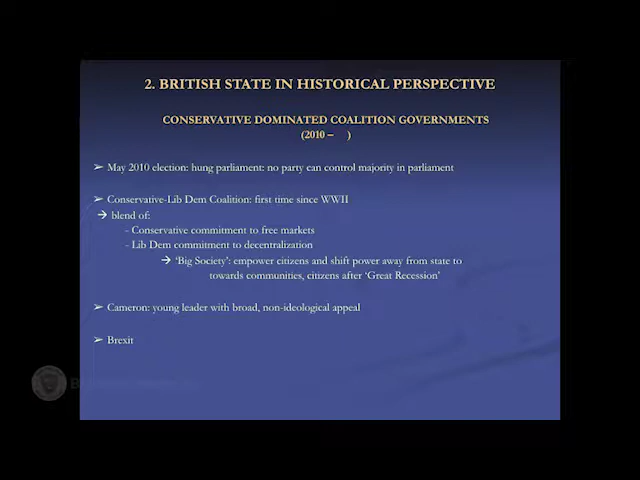 2. BRITISH STATE IN HISTORICAL PERSPECTIVE
CONSERVATIVE DOMINATED COALITION GOVERNMENTS
(2010 – )
➢ May 2010 election: hung parliament: no party can control majority in parliament
➢ Conservative-Lib Dem Coalition: first time since WWII
→ blend of:
- Conservative commitment to free markets
- Lib Dem commitment to decentralization
→ ‘Big Society’: empower citizens and shift power away from state to
towards communities, citizens after ‘Great Recession’
➢ Cameron: young leader with broad, non-ideological appeal
➢ Brexit